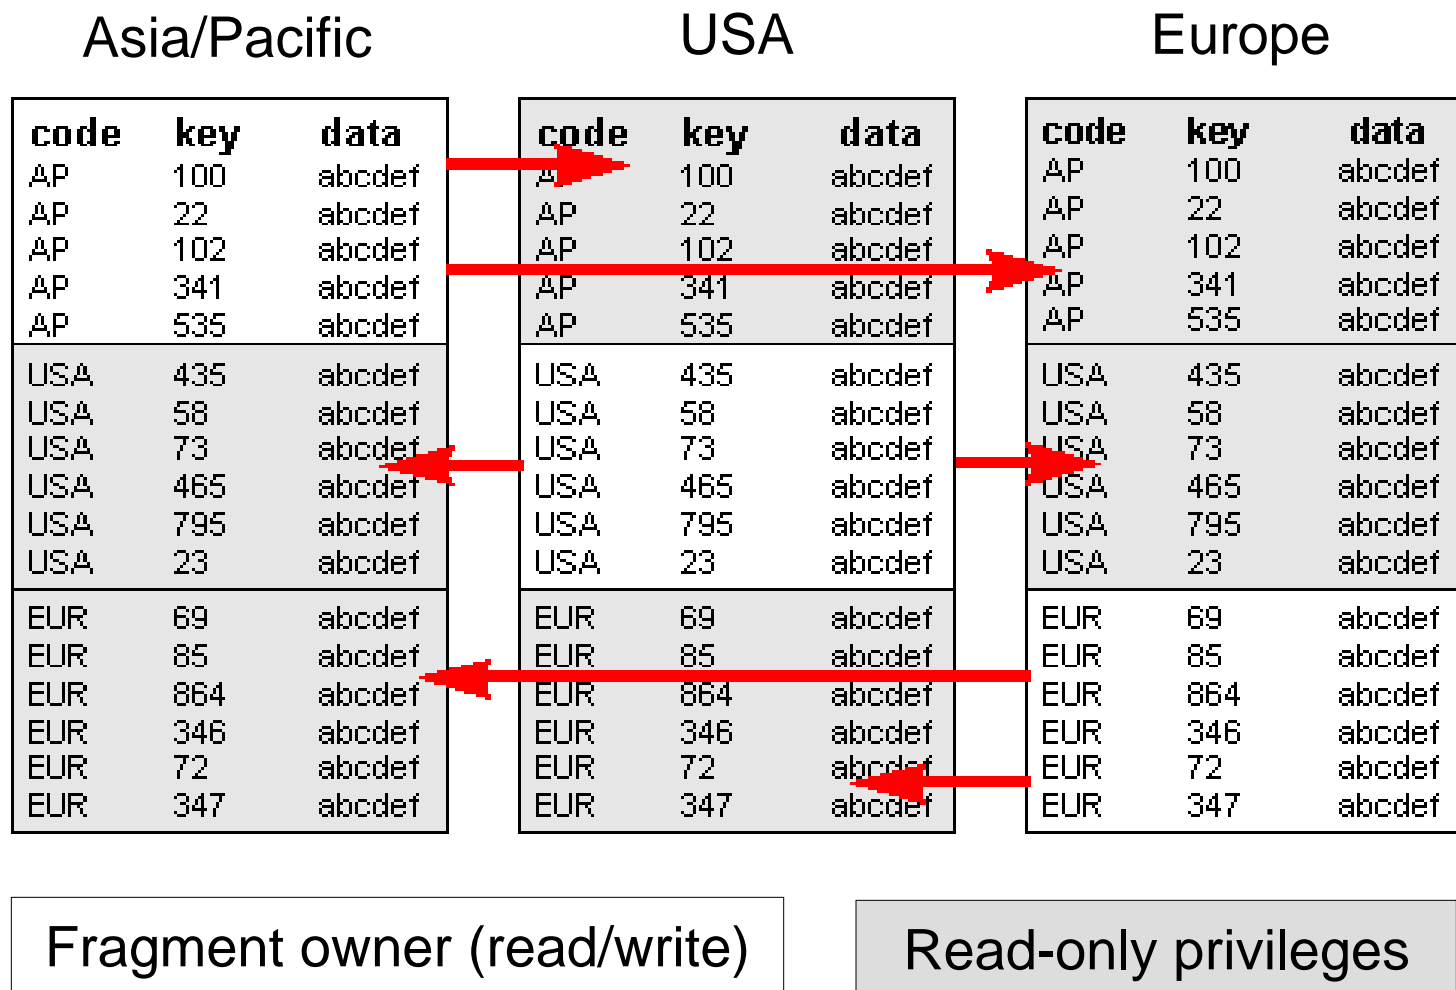 Asia/Pacific USA Europe
code key data code key data code key data
AP 100 abcdef AP 100 abcdef AP 100 abcdef
AP 22 abcdef AP 22 abcdef AP 22 abcdef
AP 102 abcdef AP 102 abcdef AP 102 abcdef
AP 341 abcdef AP 341 abcdef AP 341 abcdef
AP 535 abcdef AP 535 abcdef AP 535 abcdef
USA 435 abcdef USA 435 abcdef USA 435 abcdef
USA 58 abcdef USA 58 abcdef USA 58 abcdef
USA 73 abcdef USA 73 abcdef USA 73 abcdef
USA 465 abcdef USA 465 abcdef USA 465 abcdef
USA 795 abcdef USA 795 abcdef USA 795 abcdef
USA 23 abcdef USA 23 abcdef USA 23 abcdef
EUR 69 abcdef EUR 69 abcdef EUR 69 abcdef
EUR 85 abcdef EUR 85 abcdef EUR 85 abcdef
EUR 864 abcdef EUR 864 abcdef EUR 864 abcdef
EUR 346 abcdef EUR 346 abcdef EUR 346 abcdef
EUR 72 abcdef EUR 72 abcdef EUR 72 abcdef
EUR 347 abcdef EUR 347 abcdef EUR 347 abcdef
Fragment owner (read/write) Read-only privileges